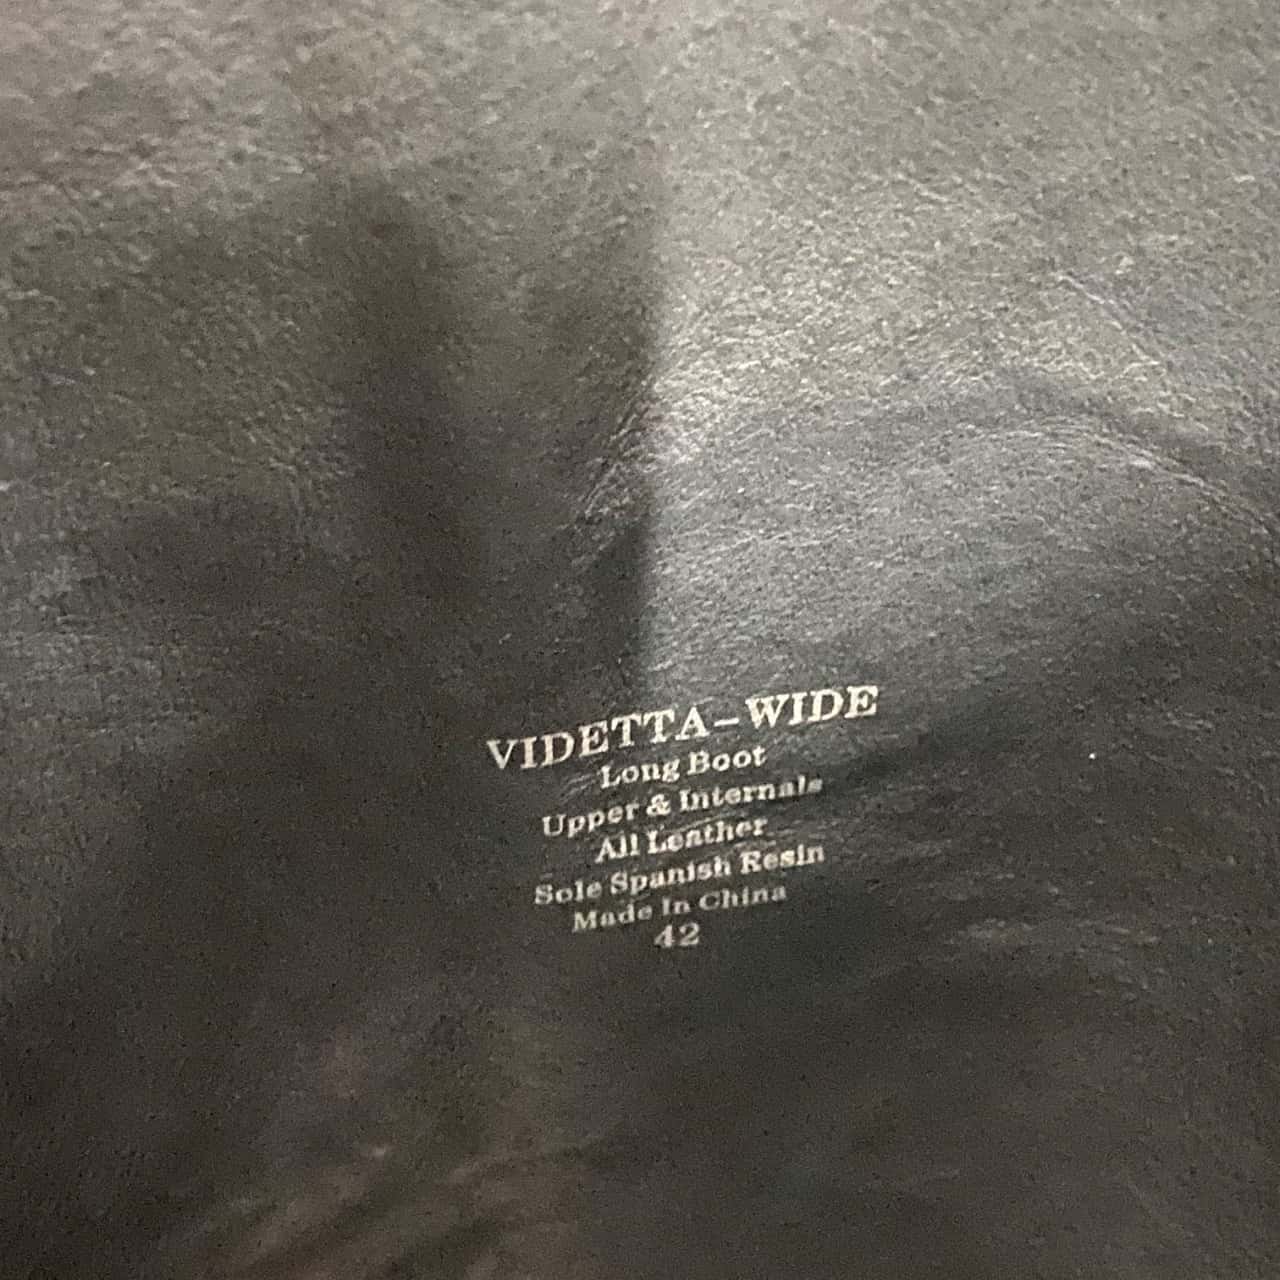 VIDETTA-WIDE
Long Boot
Upper & Internals
All Leather
Sole Spanish Resin
Made In China
42